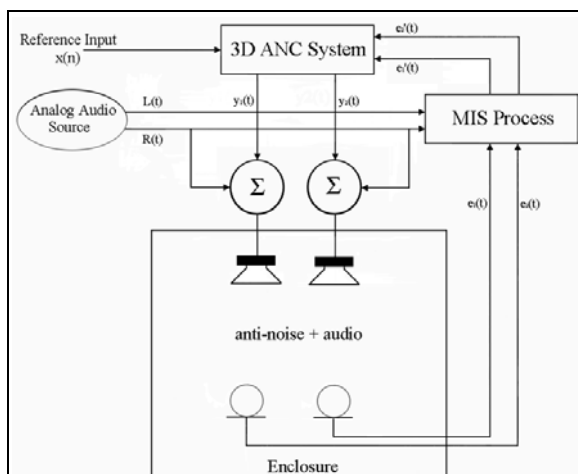 Reference Input
x(n)
3D ANC System
e₂'(t)
e₁'(t)
Analog Audio
Source
L(t)
R(t)
y₁(t)
y₂(t)
MIS Process
Σ
Σ
e₁(t)
e₂(t)
anti-noise + audio
Enclosure